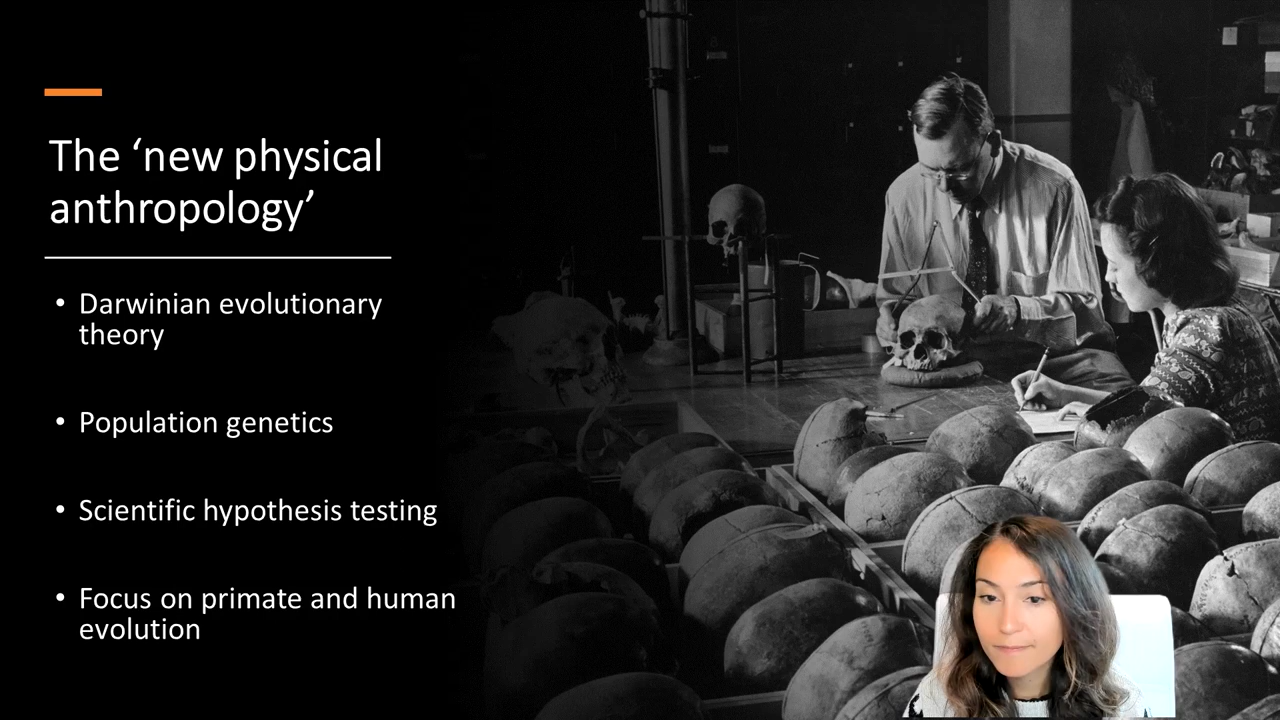 The ‘new physical
anthropology’
• Darwinian evolutionary
theory
• Population genetics
• Scientific hypothesis testing
• Focus on primate and human
evolution